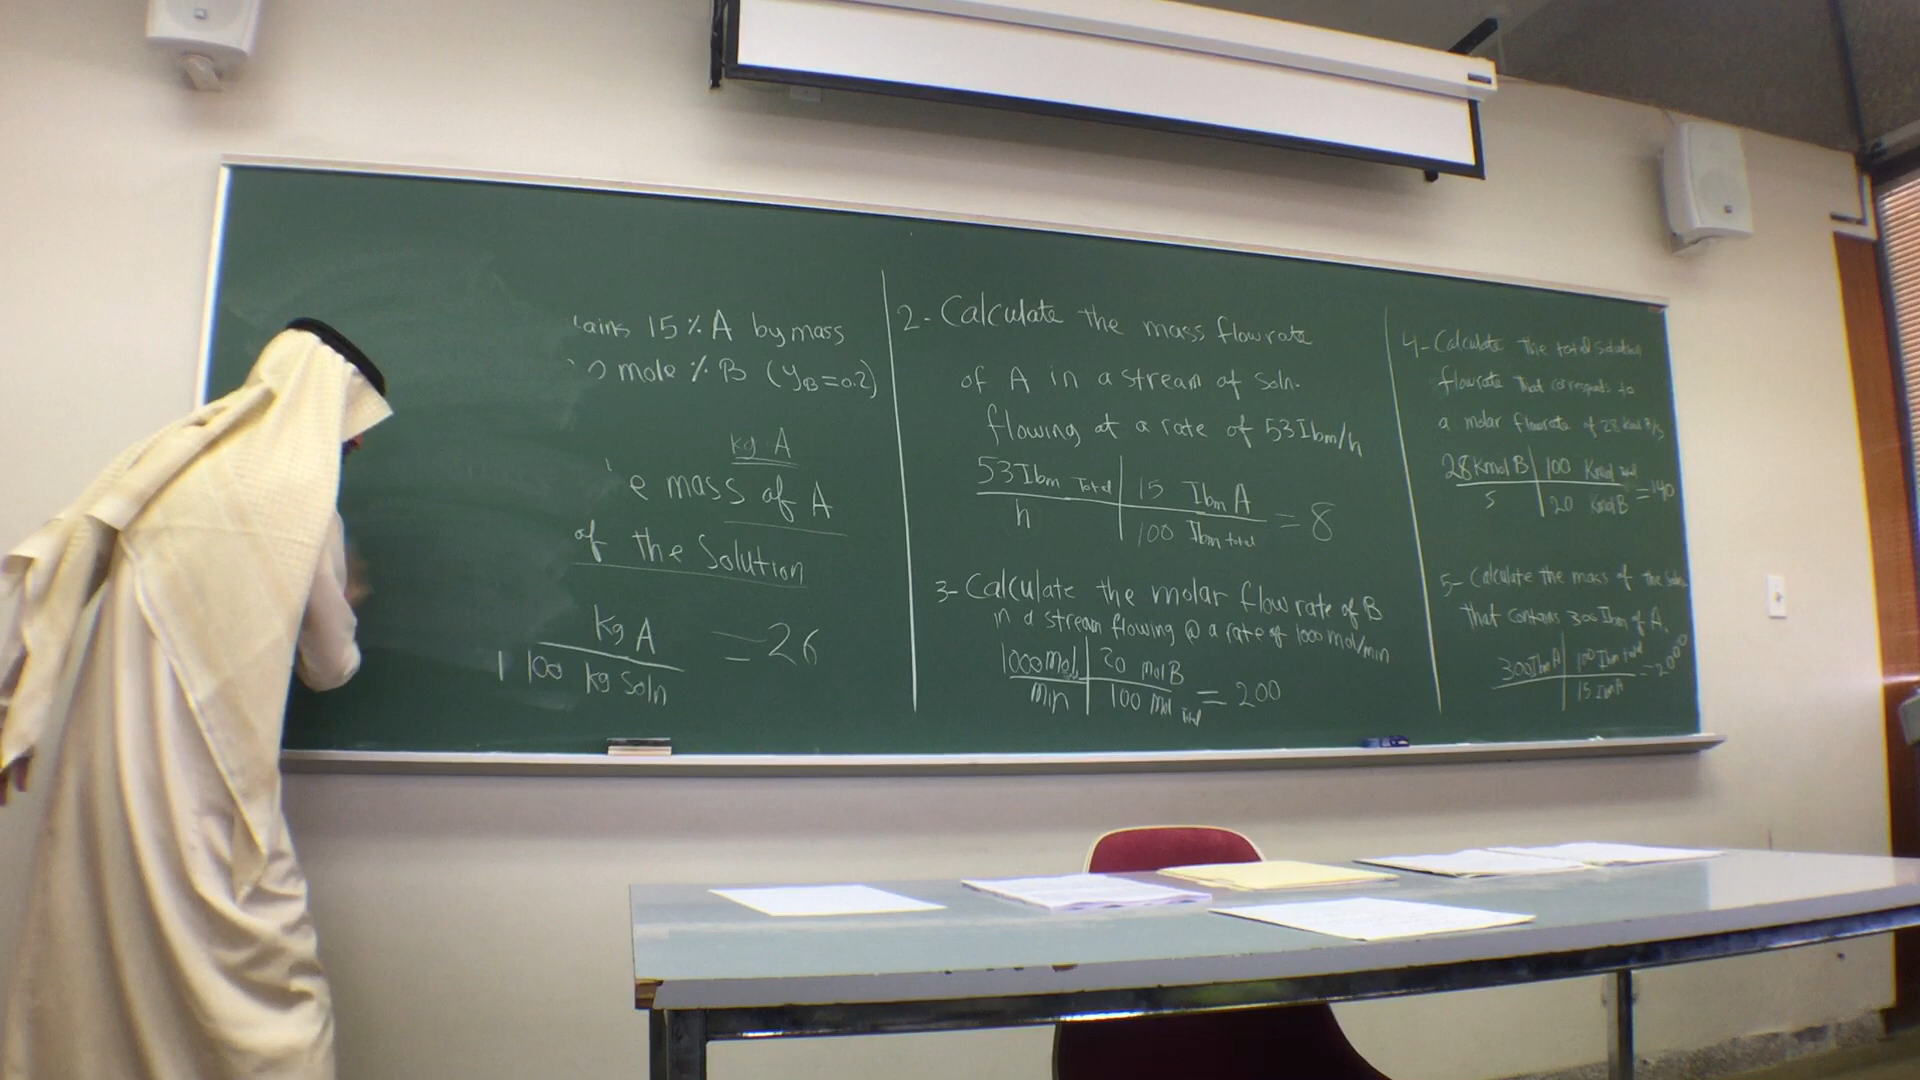 15 % A by mass
mole % B (yB=0.2)
kg A
mass of A
of the Solution
kg A
100 kg Soln
= 26
2- Calculate the mass flowrate
of A in a stream of soln.
flowing at a rate of 53 Ibm/h
53 Ibm Total 15 Ibm A
h 100 Ibm total = 8
3- Calculate the molar flow rate of B
in a stream flowing @ a rate of 1000 mol/min
1000 mol 20 mol B
min 100 mol Total = 200
4- Calculate the total solution
flowrate that corresponds to
a molar flowrate of 28 kmol B/s
28 Kmol B 100 Kmol total
S 20 Kmol B = 140
5- Calculate the mass of the Soln
that contains 300 Ibm of A.
300 Ibm A 100 Ibm total
15 Ibm A = 2000